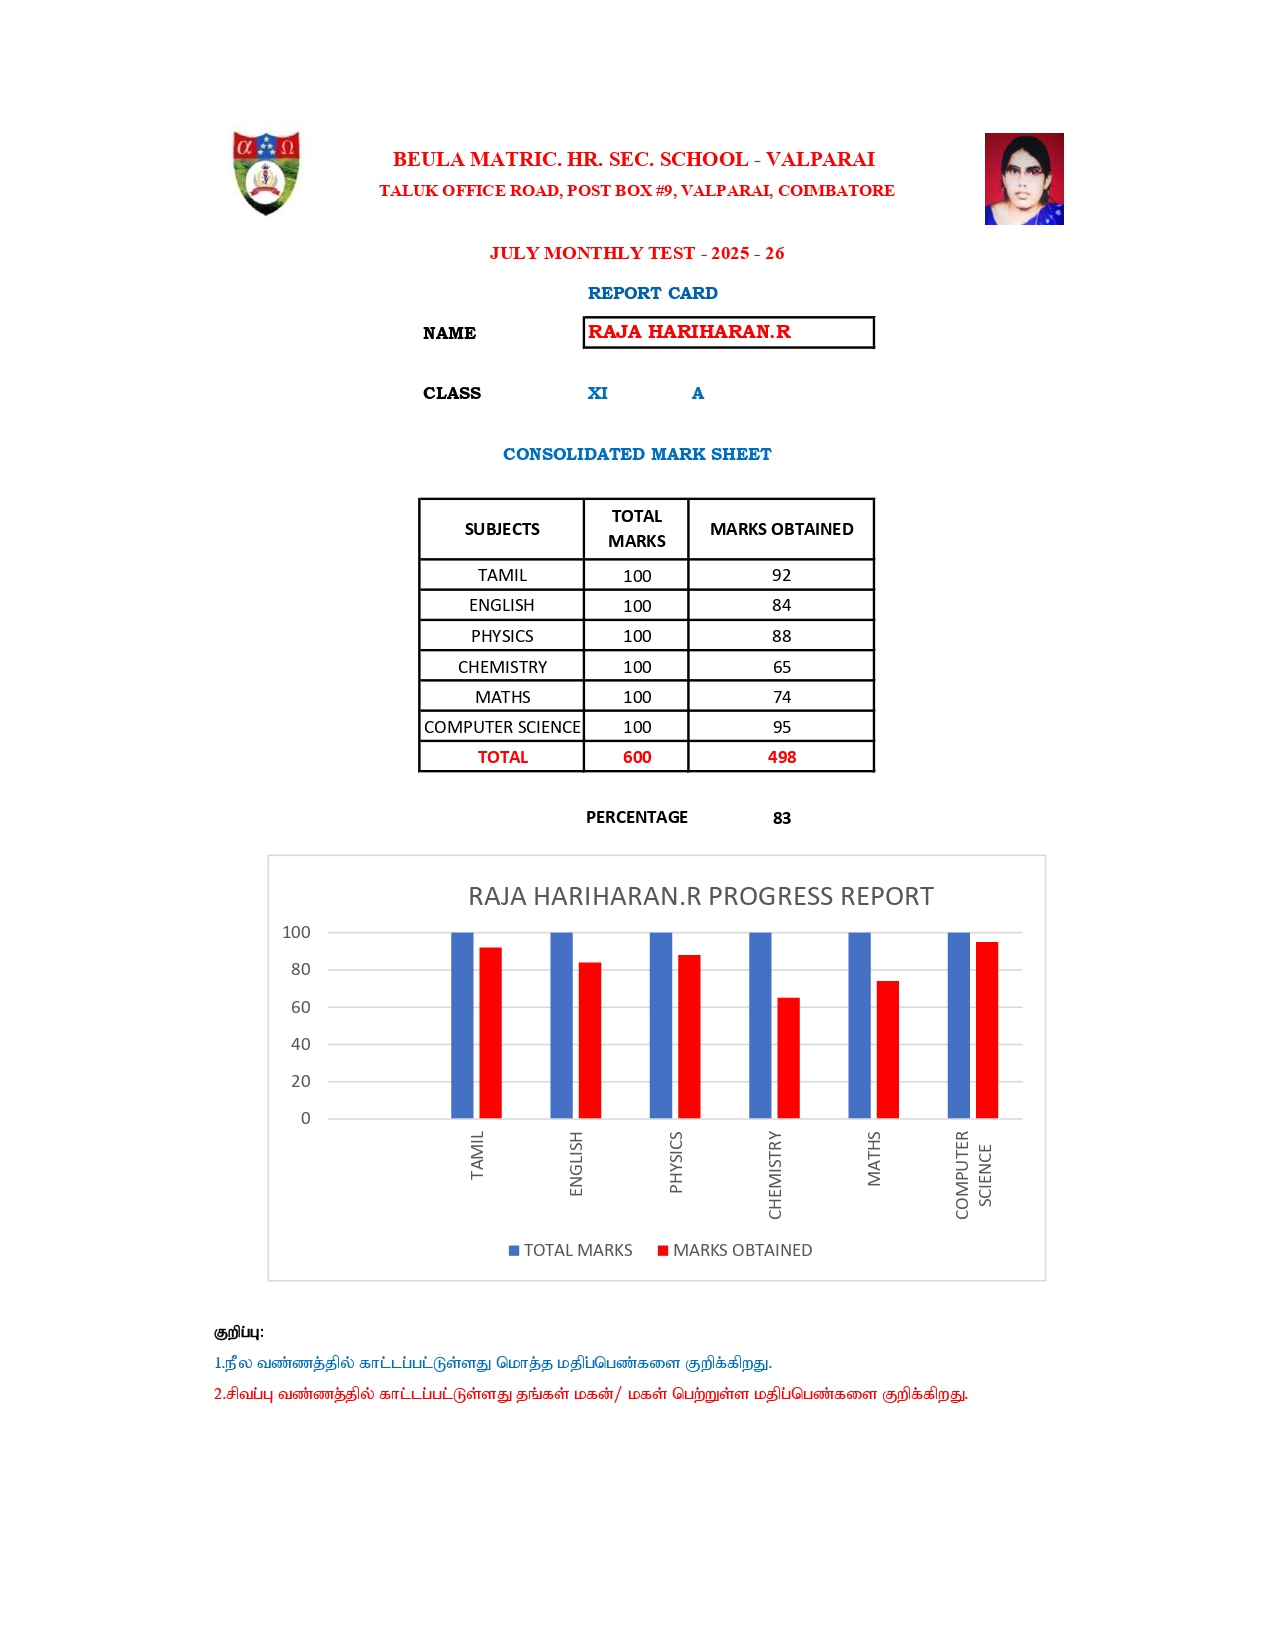 α Ω
BEULA MATRIC. HR. SEC. SCHOOL - VALPARAI
TALUK OFFICE ROAD, POST BOX #9, VALPARAI, COIMBATORE
JULY MONTHLY TEST - 2025 - 26
REPORT CARD
NAME RAJA HARIHARAN.R
CLASS XI A
CONSOLIDATED MARK SHEET
SUBJECTS TOTAL MARKS MARKS OBTAINED
TAMIL 100 92
ENGLISH 100 84
PHYSICS 100 88
CHEMISTRY 100 65
MATHS 100 74
COMPUTER SCIENCE 100 95
TOTAL 600 498
PERCENTAGE 83
RAJA HARIHARAN.R PROGRESS REPORT
100
80
60
40
20
0
TAMIL ENGLISH PHYSICS CHEMISTRY MATHS COMPUTER SCIENCE
TOTAL MARKS MARKS OBTAINED
குறிப்பு:
1.நீல வண்ணத்தில் காட்டப்பட்டுள்ளது மொத்த மதிப்பெண்களை குறிக்கிறது.
2.சிவப்பு வண்ணத்தில் காட்டப்பட்டுள்ளது தங்கள் மகன்/ மகள் பெற்றுள்ள மதிப்பெண்களை குறிக்கிறது.